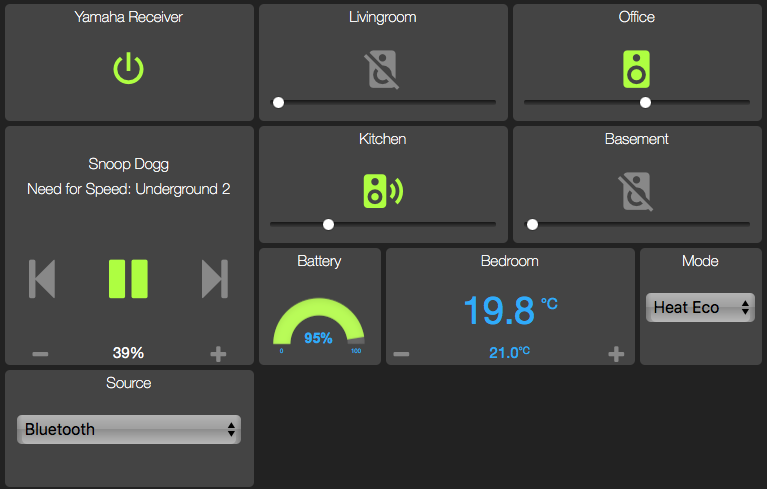 Yamaha Receiver
Livingroom
Office
Snoop Dogg
Need for Speed: Underground 2
39%
Kitchen
Basement
Battery
95%
0
100
Bedroom
19.8 °C
21.0°C
Mode
Heat Eco
Source
Bluetooth